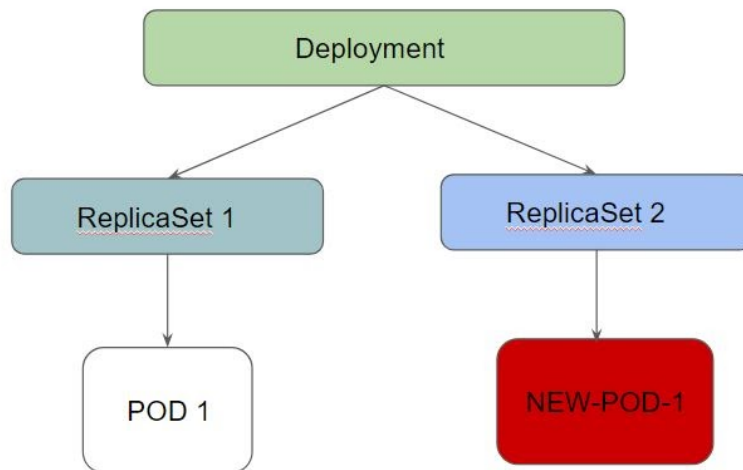 Deployment
ReplicaSet 1
ReplicaSet 2
POD 1
NEW-POD-1